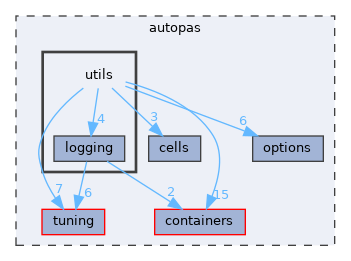 autopas
utils
4
3
6
logging
cells
options
7
6
2
15
tuning
containers